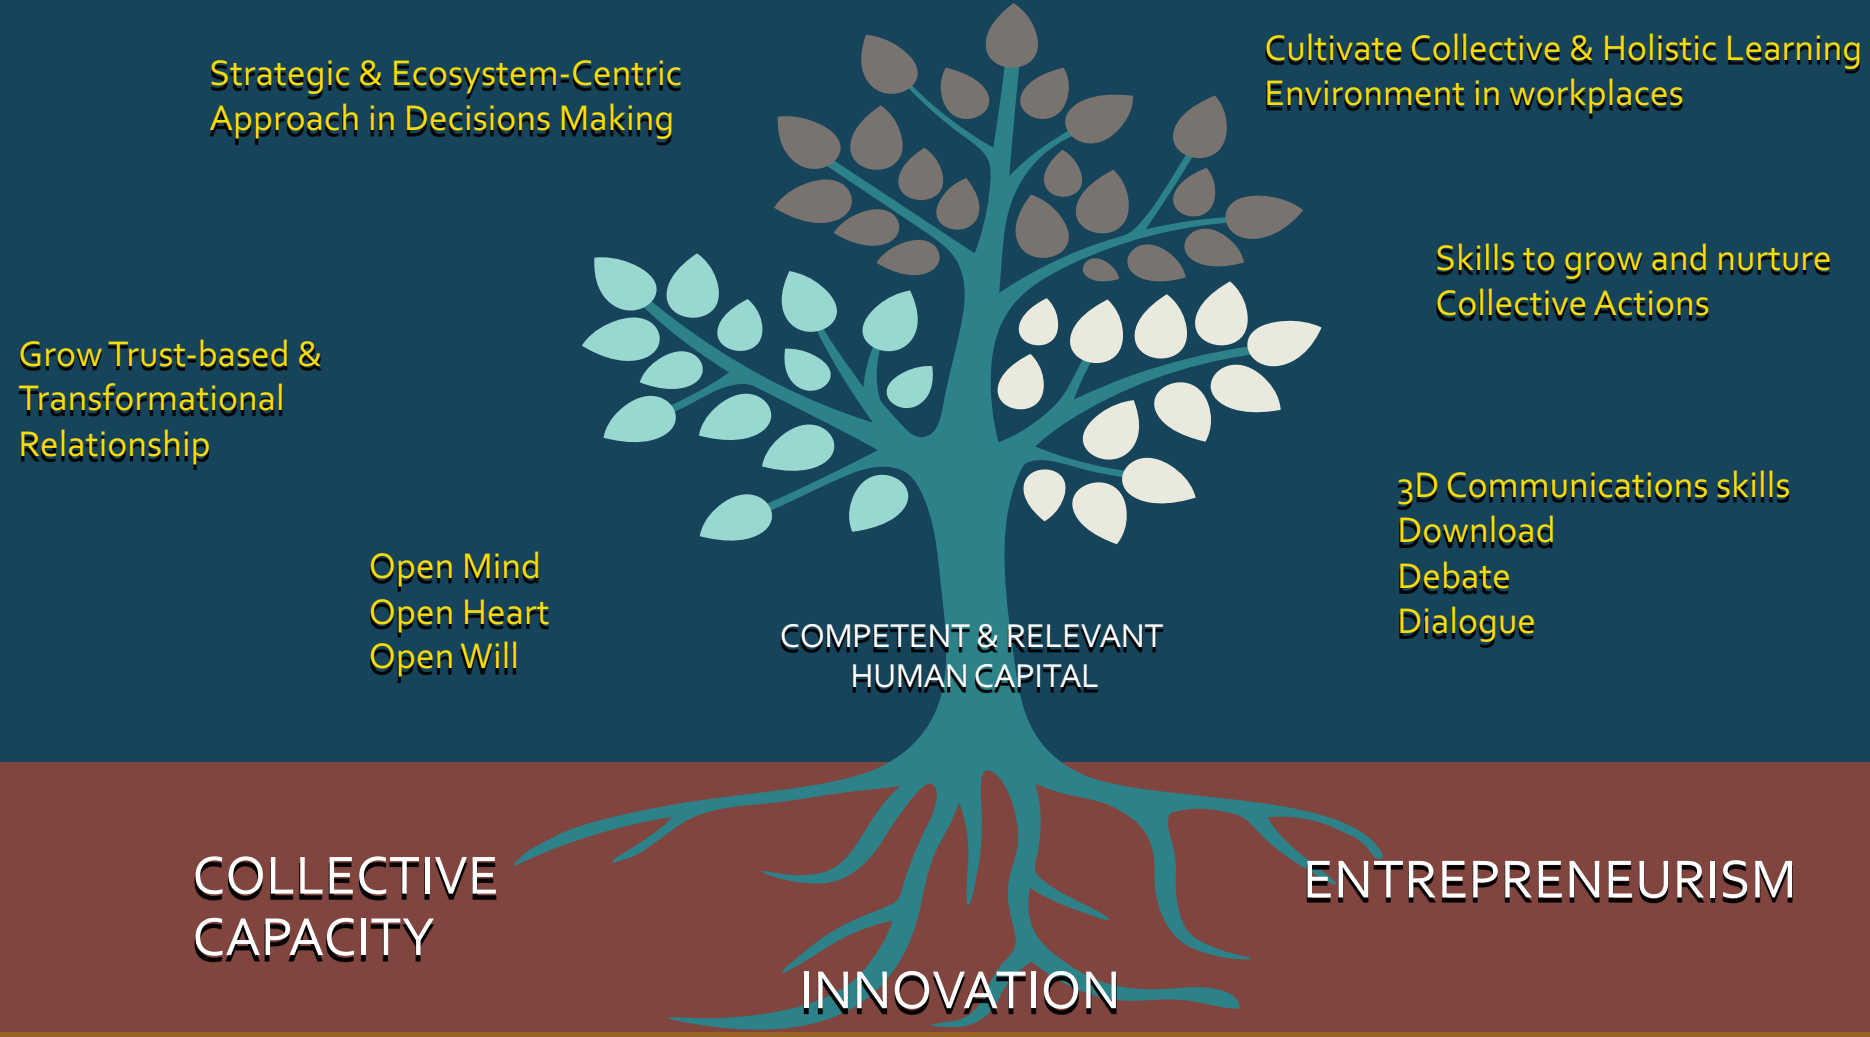 Strategic & Ecosystem-Centric
Approach in Decisions Making
Cultivate Collective & Holistic Learning
Environment in workplaces
Skills to grow and nurture
Collective Actions
Grow Trust-based &
Transformational
Relationship
3D Communications skills
Download
Debate
Dialogue
Open Mind
Open Heart
Open Will
COMPETENT & RELEVANT
HUMAN CAPITAL
COLLECTIVE
CAPACITY
ENTREPRENEURISM
INNOVATION